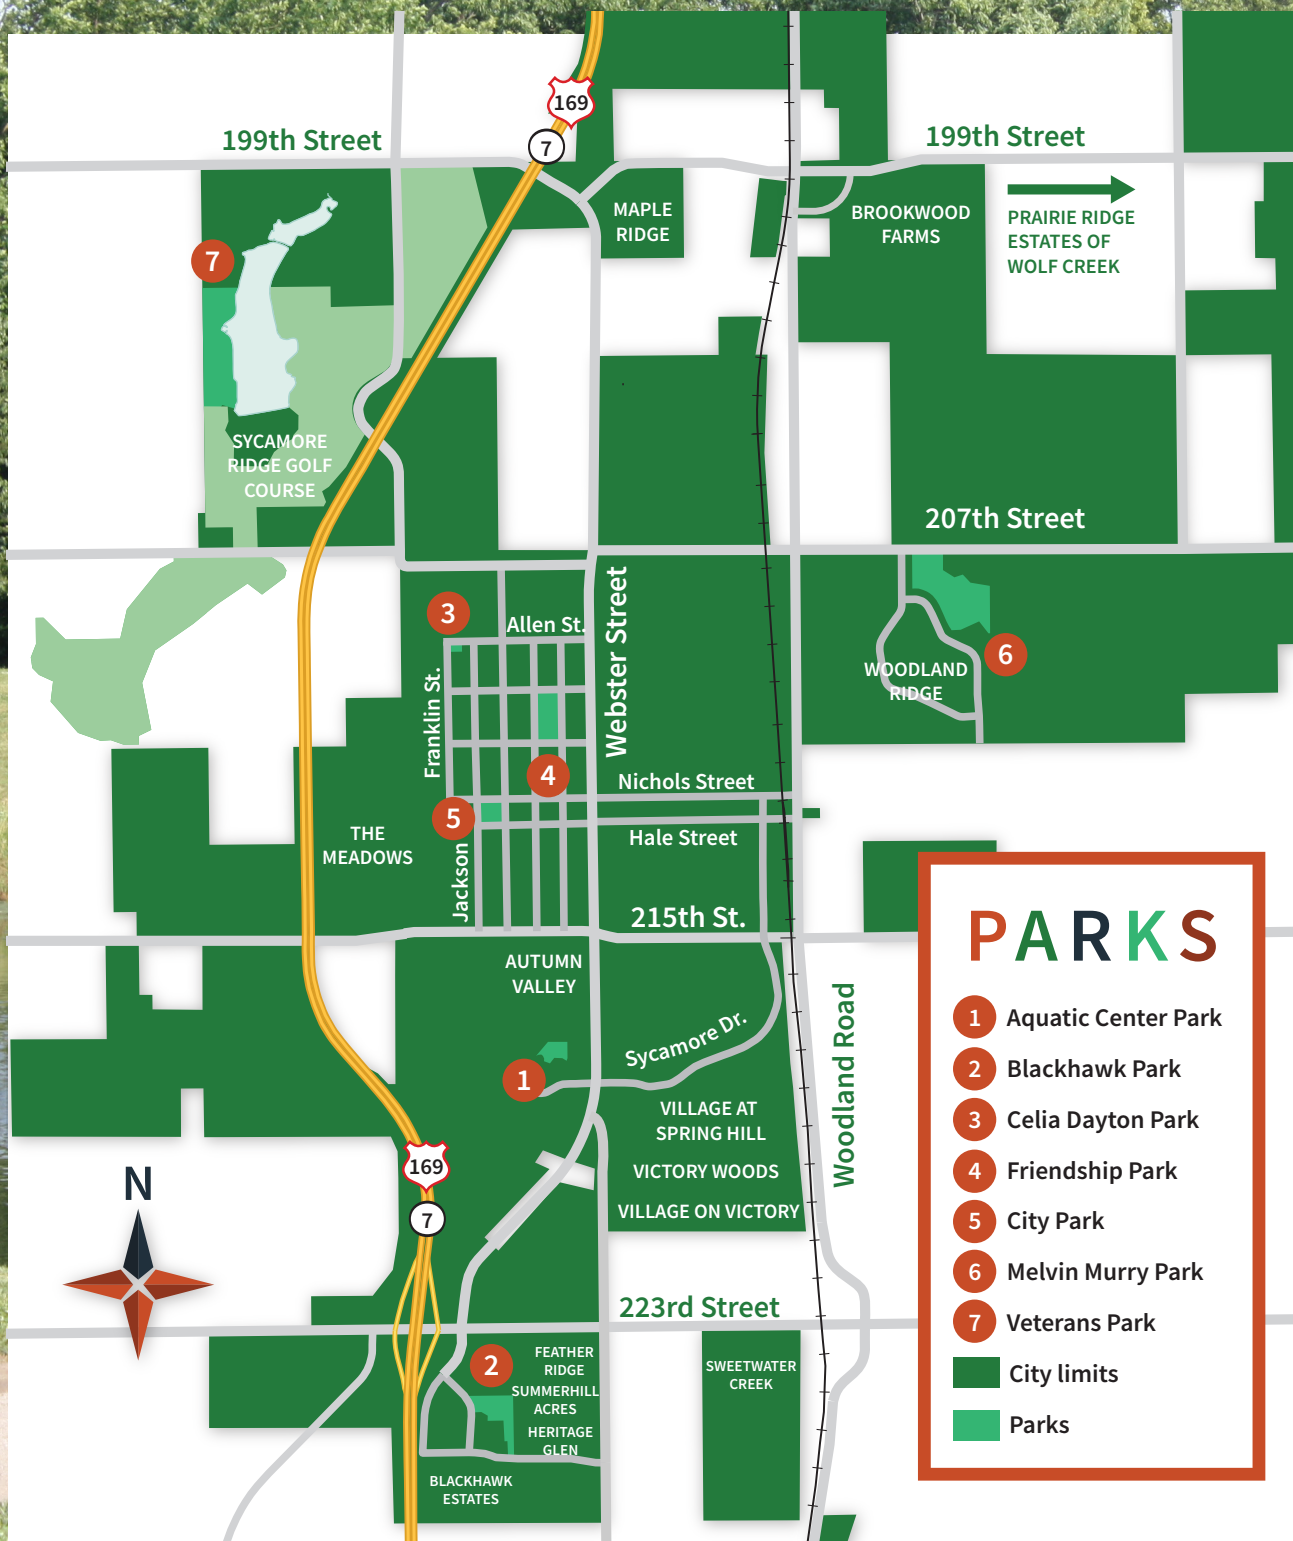 169
7
199th Street
199th Street
MAPLE
RIDGE
BROOKWOOD
FARMS
PRAIRIE RIDGE
ESTATES OF
WOLF CREEK
7
SYCAMORE
RIDGE GOLF
COURSE
207th Street
3
Allen St.
Webster Street
Franklin St.
6
WOODLAND
RIDGE
4
Nichols Street
5
Hale Street
THE
MEADOWS
Jackson
215th St.
AUTUMN
VALLEY
1
Sycamore Dr.
Woodland Road
VILLAGE AT
SPRING HILL
VICTORY WOODS
VILLAGE ON VICTORY
169
7
N
223rd Street
2
FEATHER
RIDGE
SUMMERHILL
ACRES
HERITAGE
GLEN
SWEETWATER
CREEK
BLACKHAWK
ESTATES
PARKS
1 Aquatic Center Park
2 Blackhawk Park
3 Celia Dayton Park
4 Friendship Park
5 City Park
6 Melvin Murry Park
7 Veterans Park
City limits
Parks